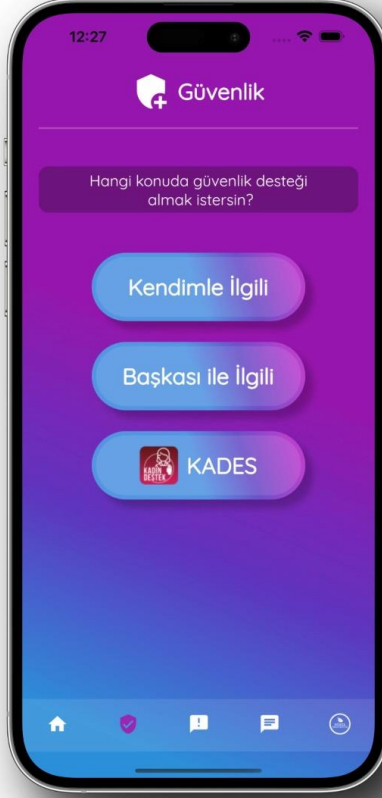 12:27
Güvenlik
Hangi konuda güvenlik desteği
almak istersin?
Kendimle İlgili
Başkası ile İlgili
KADIN
DESTEK
KADES